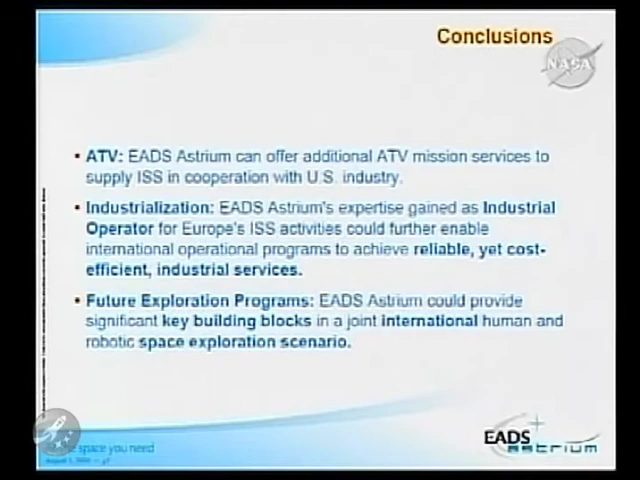 Conclusions
NASA
• ATV: EADS Astrium can offer additional ATV mission services to
supply ISS in cooperation with U.S. industry.
• Industrialization: EADS Astrium's expertise gained as Industrial
Operator for Europe's ISS activities could further enable
international operational programs to achieve reliable, yet cost-
efficient, industrial services.
• Future Exploration Programs: EADS Astrium could provide
significant key building blocks in a joint international human and
robotic space exploration scenario.
space you need
EADS
astrium